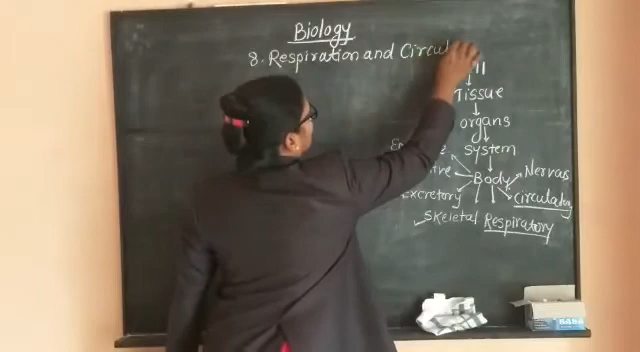 Biology
8. Respiration and Circul
Tissue
organs
System
Body
Nervas
Excretory
Circulatory
Skeletal
Respiratory